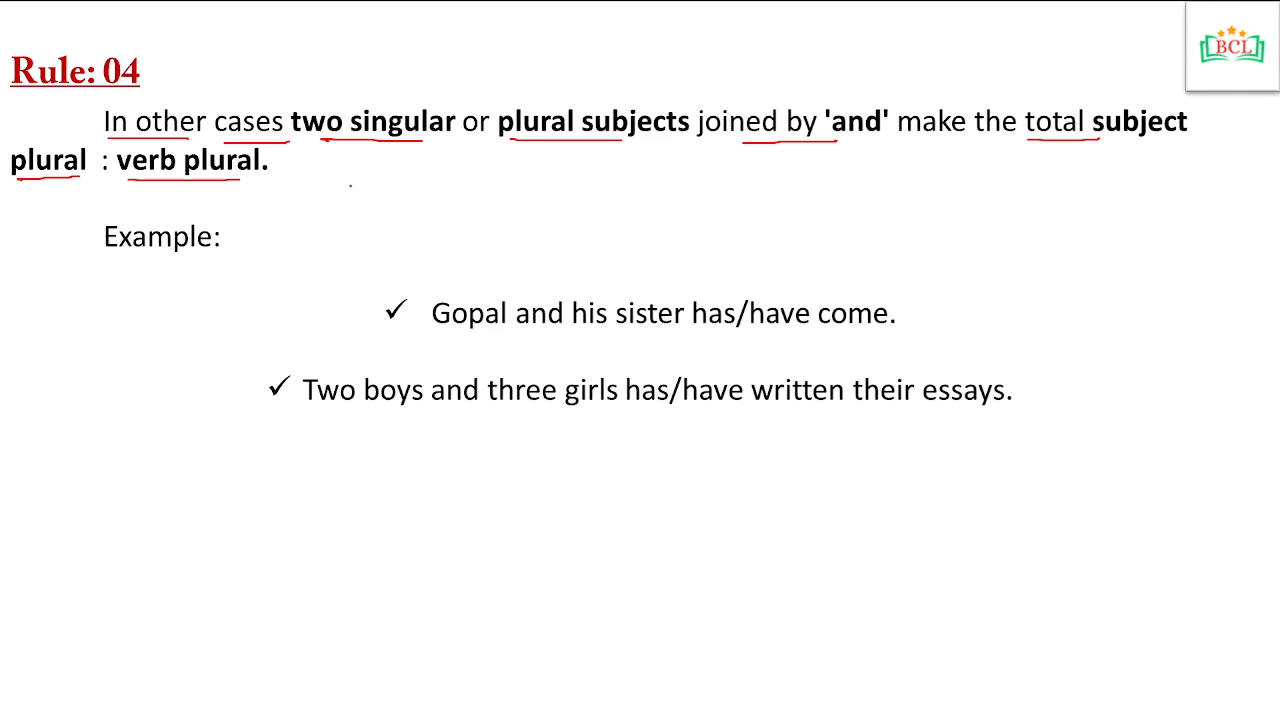 BCL
Rule: 04
In other cases two singular or plural subjects joined by 'and' make the total subject
plural : verb plural.
Example:
✓ Gopal and his sister has/have come.
✓ Two boys and three girls has/have written their essays.